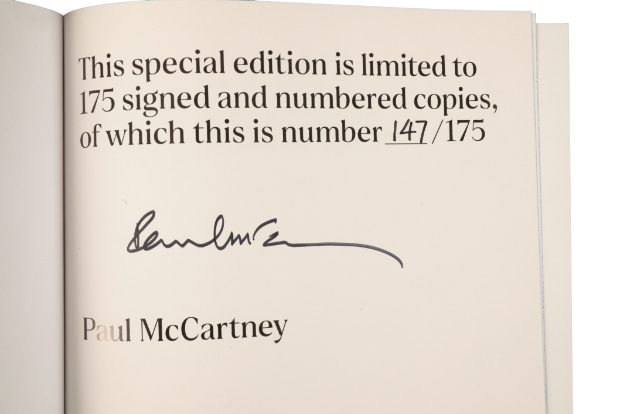 This special edition is limited to
175 signed and numbered copies,
of which this is number 147/175
Paul McCartney